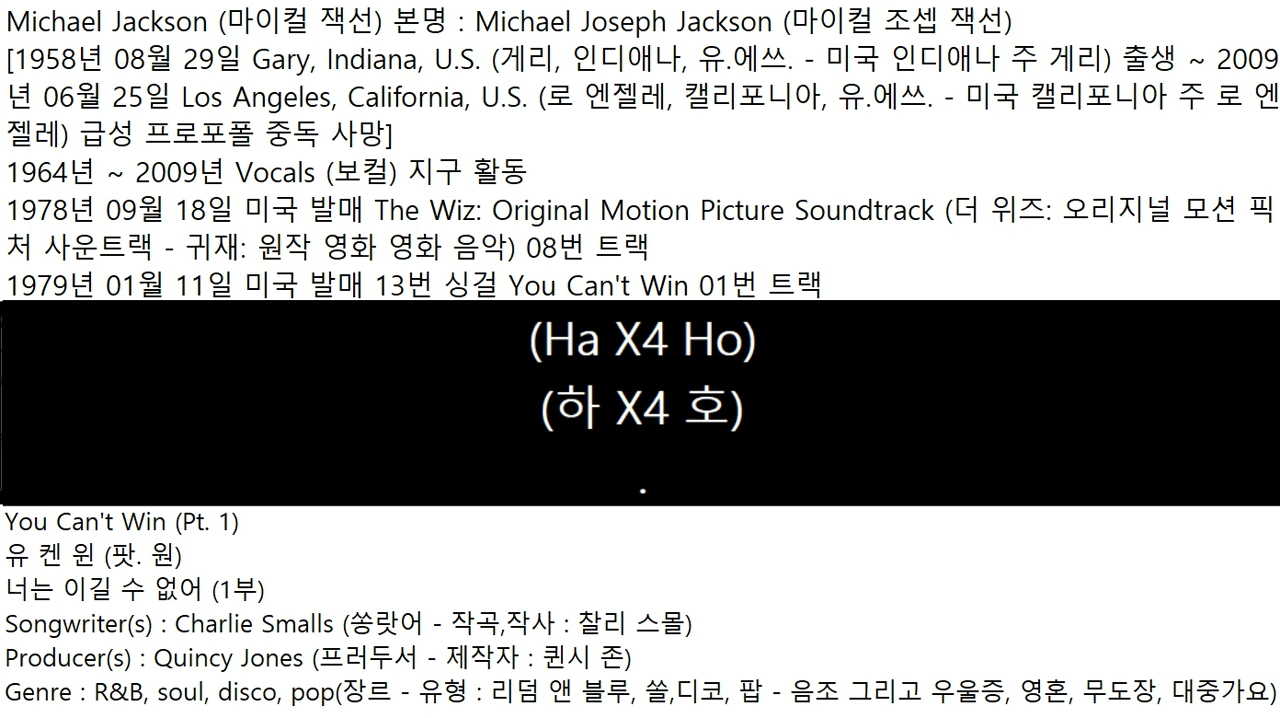 Michael Jackson (마이컬 잭선) 본명 : Michael Joseph Jackson (마이컬 조셉 잭선)
[1958년 08월 29일 Gary, Indiana, U.S. (게리, 인디애나, 유.에쓰. - 미국 인디애나 주 게리) 출생 ~ 2009
년 06월 25일 Los Angeles, California, U.S. (로 엔젤레, 캘리포니아, 유.에쓰. - 미국 캘리포니아 주 로 엔
젤레) 급성 프로포폴 중독 사망]
1964년 ~ 2009년 Vocals (보컬) 지구 활동
1978년 09월 18일 미국 발매 The Wiz: Original Motion Picture Soundtrack (더 위즈: 오리지널 모션 픽
처 사운트랙 - 귀재: 원작 영화 영화 음악) 08번 트랙
1979년 01월 11일 미국 발매 13번 싱걸 You Can't Win 01번 트랙
(Ha X4 Ho)
(하 X4 호)
.
You Can't Win (Pt. 1)
유 켄 윈 (팟. 원)
너는 이길 수 없어 (1부)
Songwriter(s) : Charlie Smalls (쏭랏어 - 작곡,작사 : 찰리 스몰)
Producer(s) : Quincy Jones (프러두서 - 제작자 : 퀸시 존)
Genre : R&B, soul, disco, pop(장르 - 유형 : 리덤 앤 블루, 쏠,디코, 팝 - 음조 그리고 우울증, 영혼, 무도장, 대중가요)